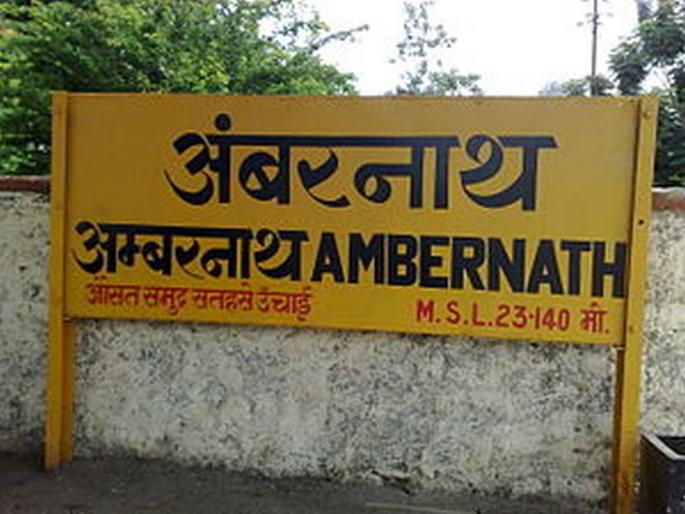 अंबरनाथ
अम्बरनाथ AMBERNATH
औसत समुद्र सतहसे उंचाई M.S.L.23.140 मी.